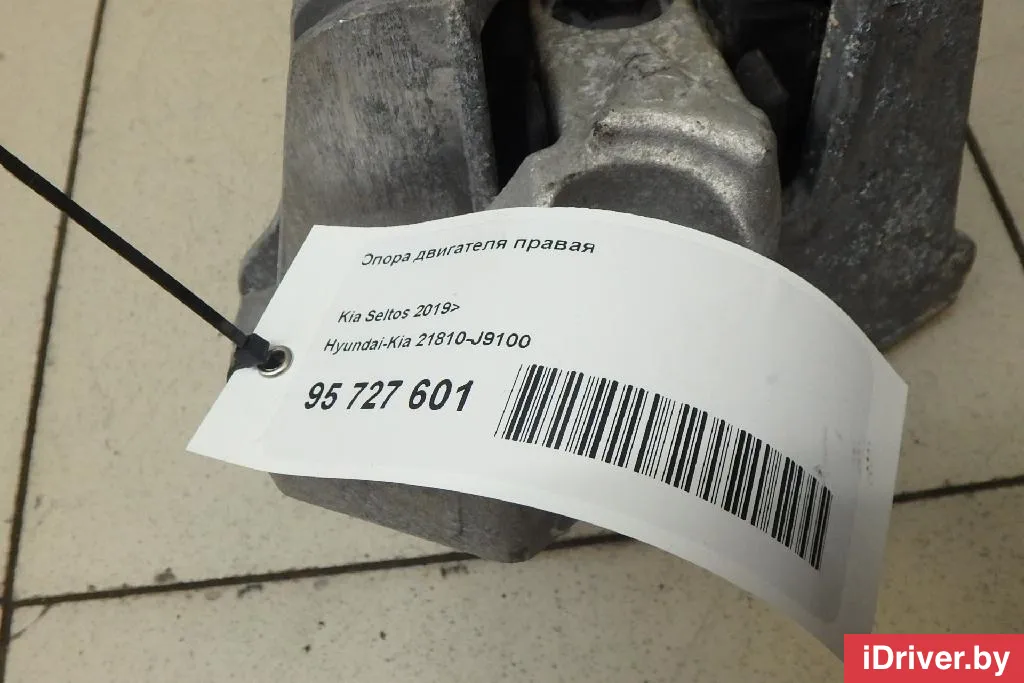 Опора двигателя правая
Kia Seltos 2019>
Hyundai-Kia 21810-J9100
95 727 601
iDriver.by